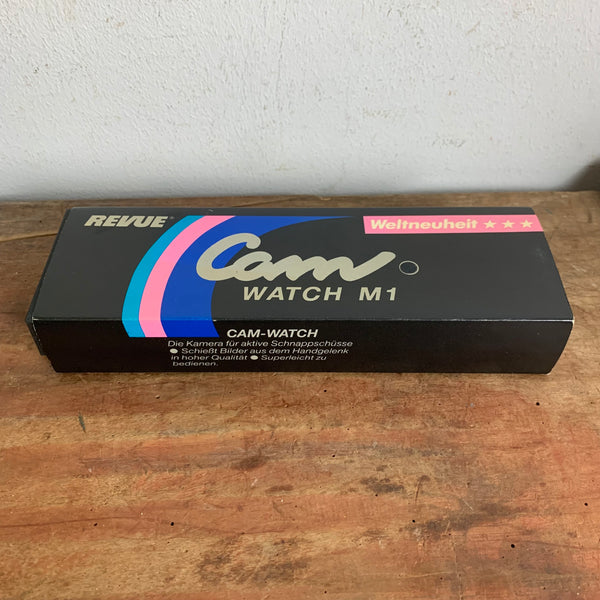 REVUE®
Weltneuheit ★ ★ ★
Cam
WATCH M1
CAM-WATCH
Die Kamera für aktive Schnappschüsse
● Schießt Bilder aus dem Handgelenk
in hoher Qualität ● Superleicht zu
bedienen.